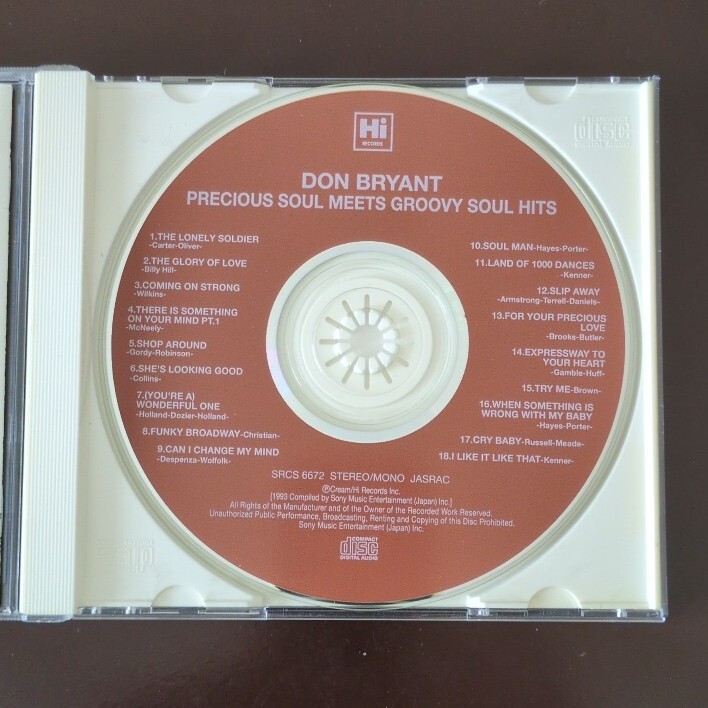 Hi
RECORDS
DON BRYANT
PRECIOUS SOUL MEETS GROOVY SOUL HITS
1.THE LONELY SOLDIER
-Carter-Oliver-
2.THE GLORY OF LOVE
-Billy Hill-
3.COMING ON STRONG
-Wilkins-
4.THERE IS SOMETHING
ON YOUR MIND PT.1
-McNeely-
5.SHOP AROUND
-Gordy-Robinson-
6.SHE'S LOOKING GOOD
-Collins-
7.(YOU'RE A)
WONDERFUL ONE
-Holland-Dozier-Holland-
8.FUNKY BROADWAY-Christian-
9.CAN I CHANGE MY MIND
-Despenza-Wolfolk-
10.SOUL MAN-Hayes-Porter-
11.LAND OF 1000 DANCES
-Kenner-
12.SLIP AWAY
-Armstrong-Terrell-Daniels-
13.FOR YOUR PRECIOUS
LOVE
-Brooks-Butler-
14.EXPRESSWAY TO
YOUR HEART
-Gamble-Huff-
15.TRY ME-Brown-
16.WHEN SOMETHING IS
WRONG WITH MY BABY
-Hayes-Porter-
17.CRY BABY-Russell-Meade-
18.I LIKE IT LIKE THAT-Kenner-
SRCS 6672 STEREO/MONO JASRAC
℗Cream/Hi Records Inc.
[1993 Compiled by Sony Music Entertainment (Japan) Inc.]
All Rights of the Manufacturer and of the Owner of the Recorded Work Reserved.
Unauthorized Public Performance, Broadcasting, Renting and Copying of this Disc Prohibited.
Sony Music Entertainment (Japan) Inc.
COMPACT
disc
DIGITAL AUDIO
disc